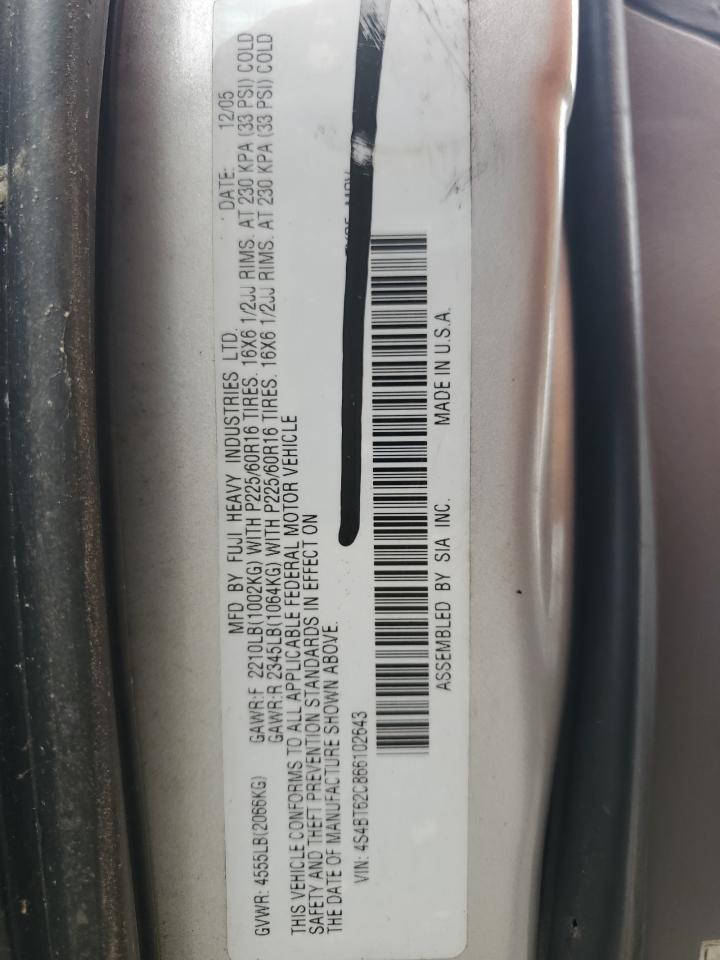 MFD BY FUJI HEAVY INDUSTRIES LTD. DATE: 12/05
GVWR: 4555LB(2066KG) GAWR:F 2210LB(1002KG) WITH P225/60R16 TIRES. 16X6 1/2JJ RIMS. AT 230 KPA (33 PSI) COLD
GAWR:R 2345LB(1064KG) WITH P225/60R16 TIRES. 16X6 1/2JJ RIMS. AT 230 KPA (33 PSI) COLD
THIS VEHICLE CONFORMS TO ALL APPLICABLE FEDERAL MOTOR VEHICLE
SAFETY AND THEFT PREVENTION STANDARDS IN EFFECT ON
THE DATE OF MANUFACTURE SHOWN ABOVE.
VIN: 4S4BT62C866102643
ASSEMBLED BY SIA INC. MADE IN U.S.A.